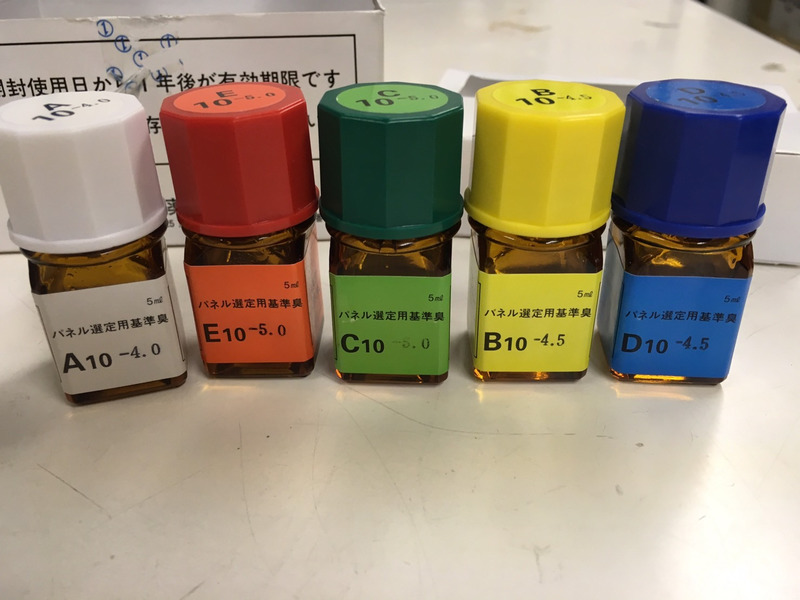 開封使用日から1年後が有効期限です
A
10-4.0
E
10-5.0
C
10-5.0
B
10-4.5
D
10
5㎖
パネル選定用基準臭
A10-4.0
5㎖
パネル選定用基準臭
E10-5.0
5㎖
パネル選定用基準臭
C10-5.0
5㎖
パネル選定用基準臭
B10-4.5
5㎖
パネル選定用基準臭
D10-4.5